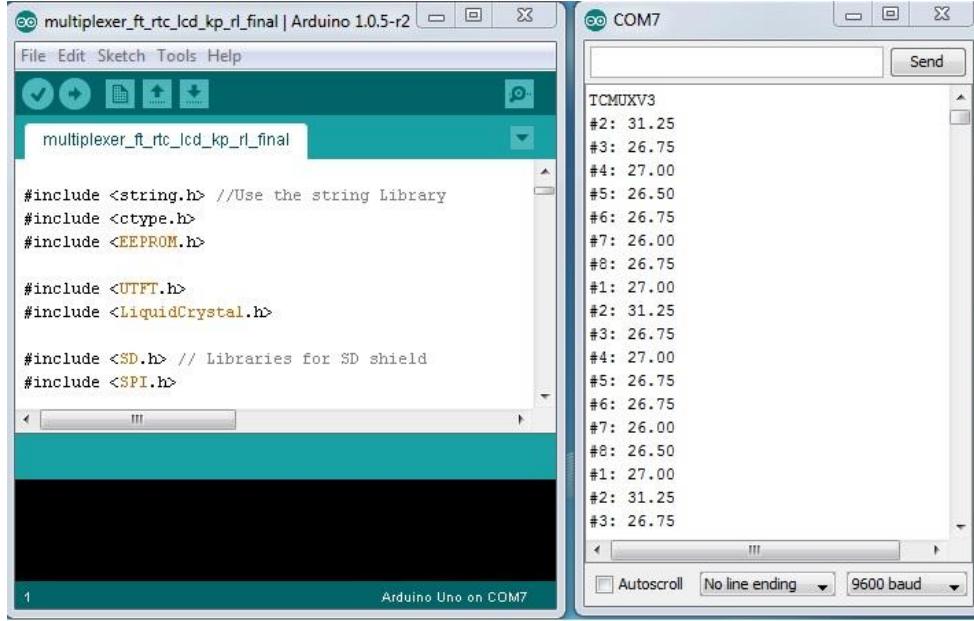 multiplexer_ft_rtc_lcd_kp_rl_final | Arduino 1.0.5-r2
File Edit Sketch Tools Help
multiplexer_ft_rtc_lcd_kp_rl_final
#include <string.h> //Use the string Library
#include <ctype.h>
#include <EEPROM.h>
#include <UTFT.h>
#include <LiquidCrystal.h>
#include <SD.h> // Libraries for SD shield
#include <SPI.h>
1
Arduino Uno on COM7
COM7
Send
TCMUXV3
#2: 31.25
#3: 26.75
#4: 27.00
#5: 26.50
#6: 26.75
#7: 26.00
#8: 26.75
#1: 27.00
#2: 31.25
#3: 26.75
#4: 27.00
#5: 26.75
#6: 26.75
#7: 26.00
#8: 26.50
#1: 27.00
#2: 31.25
#3: 26.75
Autoscroll
No line ending
9600 baud